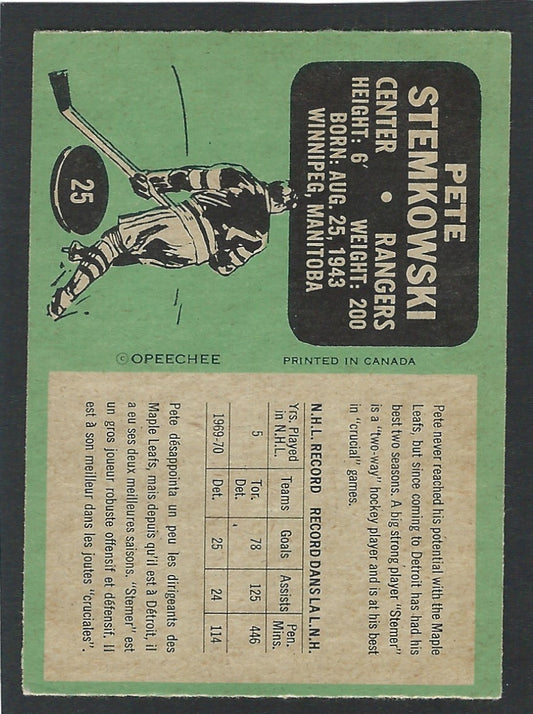 PETE
STEMKOWSKI
CENTER • RANGERS
HEIGHT: 6′ WEIGHT: 200
BORN: AUG. 25, 1943
WINNIPEG, MANITOBA
25
© OPEECHEE
PRINTED IN CANADA
Pete never reached his potential with the Maple
Leafs, but since coming to Detroit has had his
best two seasons. A big strong player "Stemer"
is a "two-way" hockey player and is at his best
in "crucial" games.
N.H.L. RECORD RECORD DANS LA L.N.H.
Yrs. Played Teams Goals Assists Pen.
in N.H.L. Mins.
5 Tor. 78 125 446
Det.
1969-70 Det. 25 24 114
Pete désappointa un peu les dirigeants des
Maple Leafs, mais depuis qu'il est à Détroit, il
a eu ses deux meilleures saisons. "Stemer" est
un gros joueur robuste offensif et défensif. Il
est à son meilleur dans les joutes "cruciales".